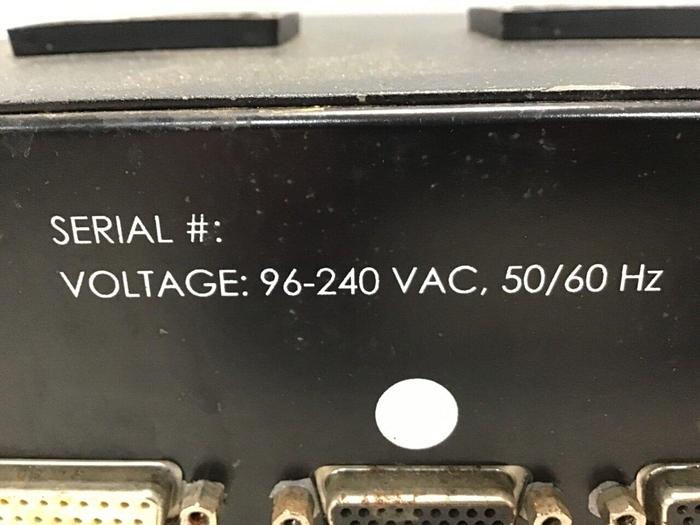 SERIAL #:
VOLTAGE: 96-240 VAC, 50/60 Hz